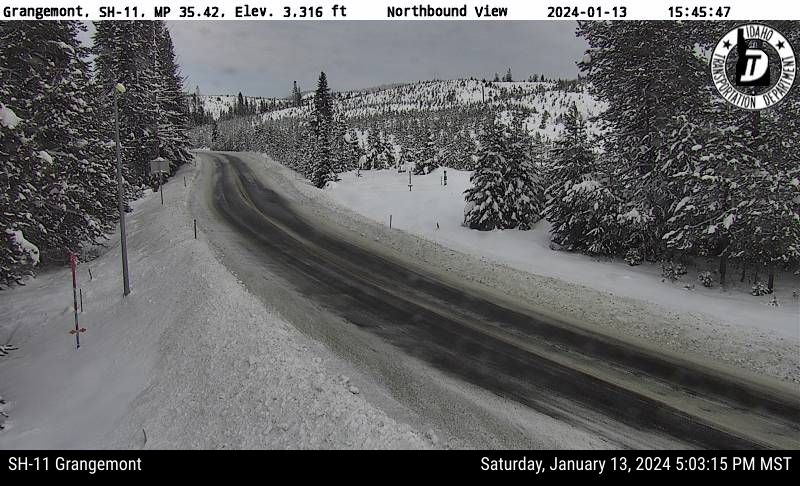 Grangemont, SH-11, MP 35.42, Elev. 3,316 ft Northbound View 2024-01-13 15:45:47
IDAHO
TRANSPORTATION DEPARTMENT
SH-11 Grangemont Saturday, January 13, 2024 5:03:15 PM MST